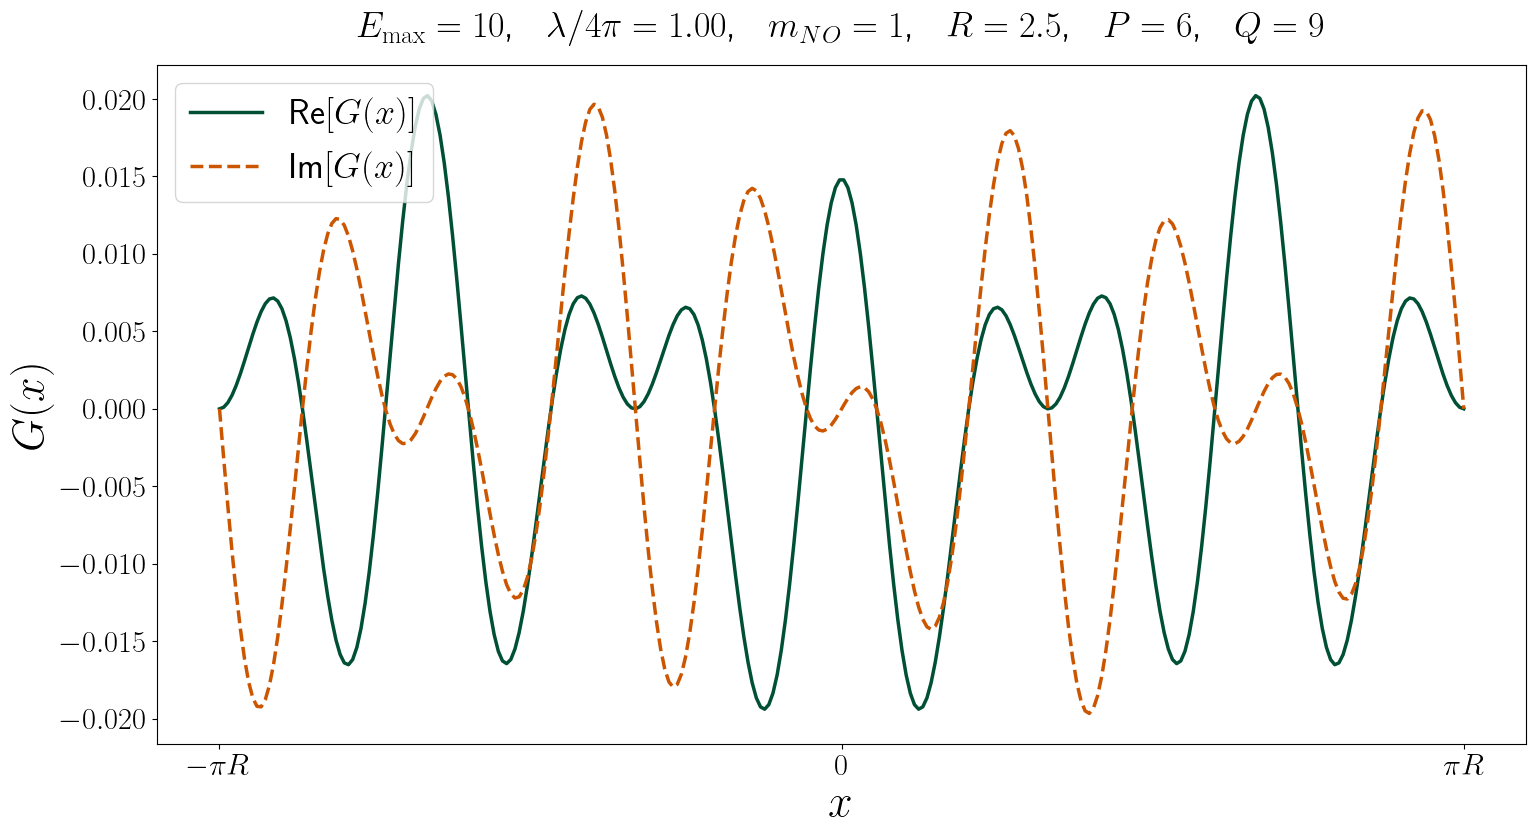 E_max = 10, λ/4π = 1.00, m_NO = 1, R = 2.5, P = 6, Q = 9
Re[G(x)]
Im[G(x)]
G(x)
0.020
0.015
0.010
0.005
0.000
−0.005
−0.010
−0.015
−0.020
−πR 0 πR
x